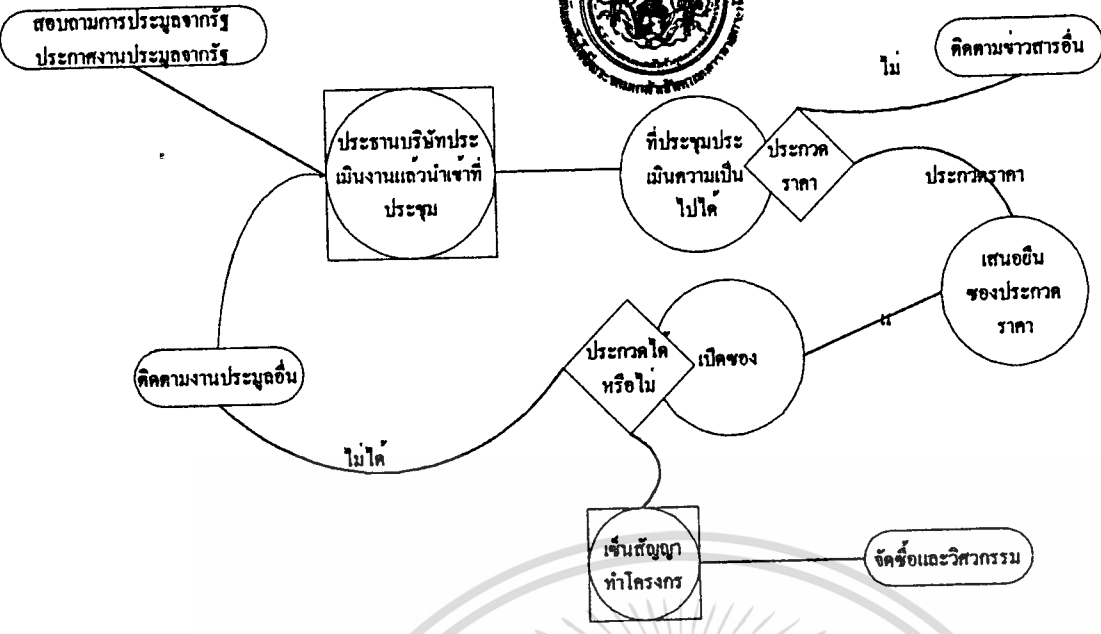 สอบถามการประมูลจากรัฐ
ประกาศงานประมูลจากรัฐ
ติดตามข่าวสารอื่น
ไม่
ประธานบริษัทประ
เมินงานแล้วนำเข้าที่
ประชุม
ที่ประชุมประ
เมินความเป็น
ไปได้
ประกวด
ราคา
ประกวดราคา
เสนอยื่น
ซองประกวด
ราคา
ประกวดได้
หรือไม่
เปิดซอง
ติดตามงานประมูลอื่น
ไม่ได้
เซ็นสัญญา
ทำโครงกร
จัดซื้อและวิศวกรรม